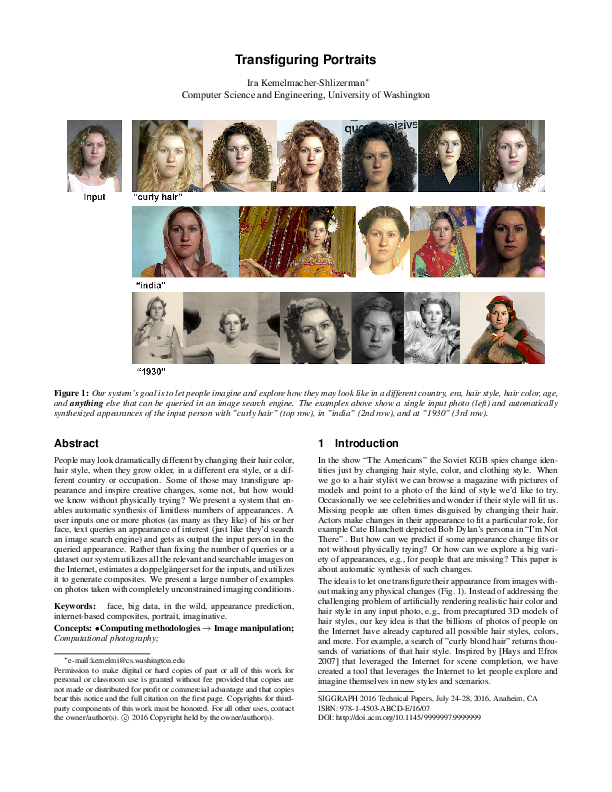 Transfiguring Portraits
Ira Kemelmacher-Shlizerman*
Computer Science and Engineering, University of Washington
Input
"curly hair"
"india"
"1930"
Figure 1: Our system's goal is to let people imagine and explore how they may look like in a different country, era, hair style, hair color, age,
and anything else that can be queried in an image search engine. The examples above show a single input photo (left) and automatically
synthesized appearances of the input person with "curly hair" (top row), in "india" (2nd row), and at "1930" (3rd row).
Abstract
People may look dramatically different by changing their hair color,
hair style, when they grow older, in a different era style, or a dif-
ferent country or occupation. Some of those may transfigure ap-
pearance and inspire creative changes, some not, but how would
we know without physically trying? We present a system that en-
ables automatic synthesis of limitless numbers of appearances. A
user inputs one or more photos (as many as they like) of his or her
face, text queries an appearance of interest (just like they'd search
an image search engine) and gets as output the input person in the
queried appearance. Rather than fixing the number of queries or a
dataset our system utilizes all the relevant and searchable images on
the Internet, estimates a doppelgänger set for the inputs, and utilizes
it to generate composites. We present a large number of examples
on photos taken with completely unconstrained imaging conditions.
Keywords: face, big data, in the wild, appearance prediction,
internet-based composites, portrait, imaginative.
Concepts: •Computing methodologies → Image manipulation;
Computational photography;
*e-mail:kemelmi@cs.washington.edu
Permission to make digital or hard copies of part or all of this work for
personal or classroom use is granted without fee provided that copies are
not made or distributed for profit or commercial advantage and that copies
bear this notice and the full citation on the first page. Copyrights for third-
party components of this work must be honored. For all other uses, contact
the owner/author(s). © 2016 Copyright held by the owner/author(s).
1 Introduction
In the show "The Americans" the Soviet KGB spies change iden-
tities just by changing hair style, color, and clothing style. When
we go to a hair stylist we can browse a magazine with pictures of
models and point to a photo of the kind of style we'd like to try.
Occasionally we see celebrities and wonder if their style will fit us.
Missing people are often times disguised by changing their hair.
Actors make changes in their appearance to fit a particular role, for
example Cate Blanchett depicted Bob Dylan's persona in "I'm Not
There" . But how can we predict if some appearance change fits or
not without physically trying? Or how can we explore a big vari-
ety of appearances, e.g., for people that are missing? This paper is
about automatic synthesis of such changes.
The idea is to let one transfigure their appearance from images with-
out making any physical changes (Fig. 1). Instead of addressing the
challenging problem of artificially rendering realistic hair color and
hair style in any input photo, e.g., from precaptured 3D models of
hair styles, our key idea is that the billions of photos of people on
the Internet have already captured all possible hair styles, colors,
and more. For example, a search of "curly blond hair" returns thou-
sands of variations of that hair style. Inspired by [Hays and Efros
2007] that leveraged the Internet for scene completion, we have
created a tool that leverages the Internet to let people explore and
imagine themselves in new styles and scenarios.
SIGGRAPH 2016 Technical Papers, July 24-28, 2016, Anaheim, CA
ISBN: 978-1-4503-ABCD-E/16/07
DOI: http://doi.acm.org/10.1145/9999997.9999999